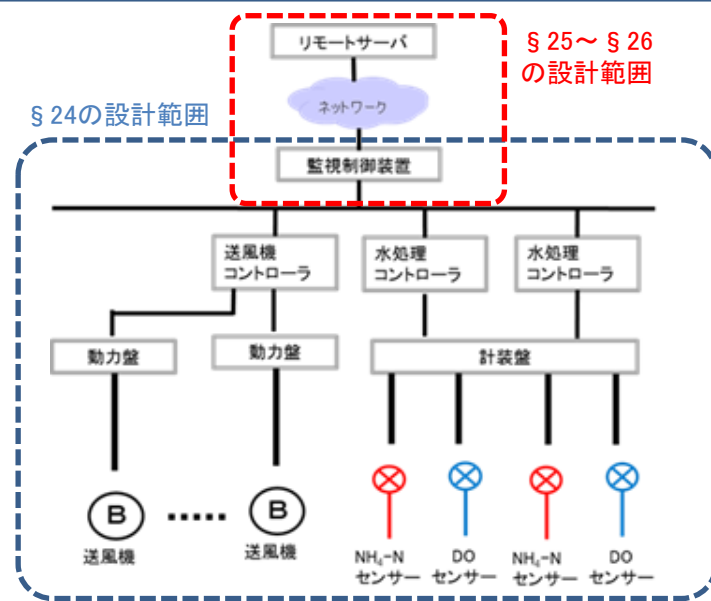 リモートサーバ
§25～§26
の設計範囲
ネットワーク
§24の設計範囲
監視制御装置
送風機
コントローラ
水処理
コントローラ
水処理
コントローラ
動力盤
動力盤
計装盤
B
B
送風機
送風機
NH₄-N
センサー
DO
センサー
NH₄-N
センサー
DO
センサー